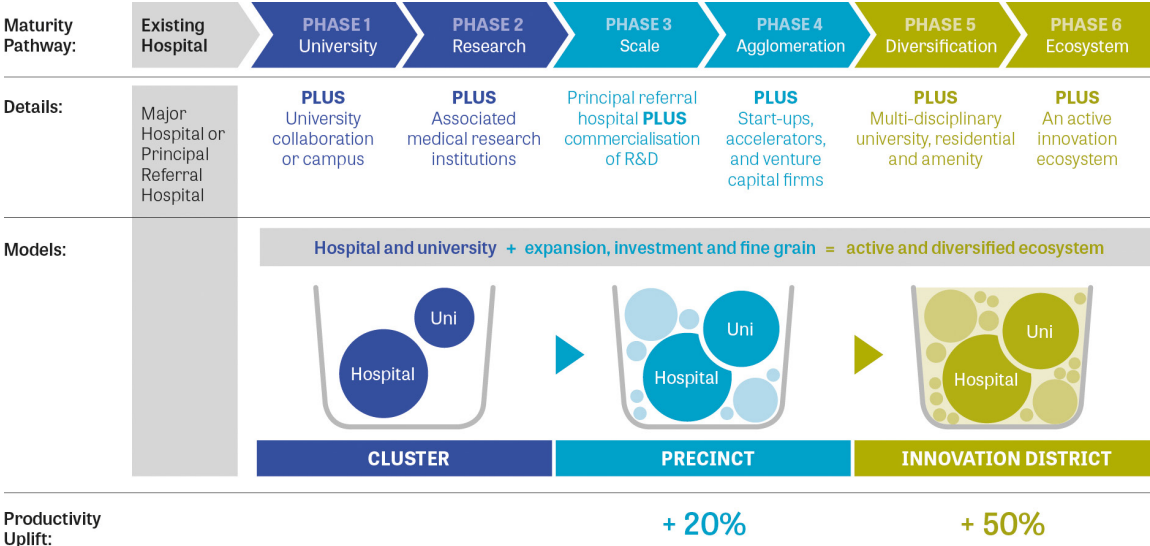 Maturity
Pathway:
Existing
Hospital
PHASE 1
University
PHASE 2
Research
PHASE 3
Scale
PHASE 4
Agglomeration
PHASE 5
Diversification
PHASE 6
Ecosystem
Details:
Major
Hospital or
Principal
Referral
Hospital
PLUS
University
collaboration
or campus
PLUS
Associated
medical research
institutions
Principal referral
hospital PLUS
commercialisation
of R&D
PLUS
Start-ups,
accelerators,
and venture
capital firms
PLUS
Multi-disciplinary
university, residential
and amenity
PLUS
An active
innovation
ecosystem
Models:
Hospital and university + expansion, investment and fine grain = active and diversified ecosystem
Uni
Hospital
Uni
Hospital
Uni
Hospital
CLUSTER
PRECINCT
INNOVATION DISTRICT
Productivity
Uplift:
+ 20%
+ 50%